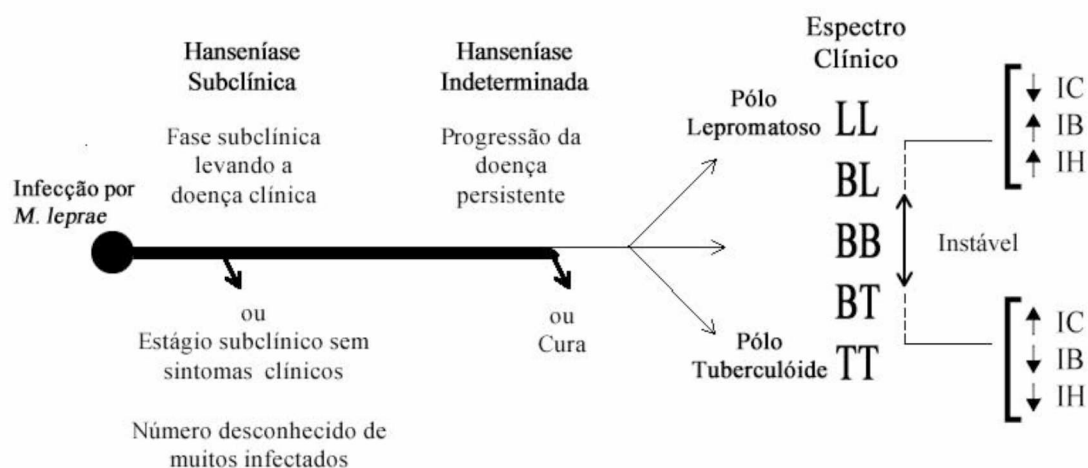 Hanseníase
Subclínica
Fase subclínica
levando a
doença clínica
Hanseníase
Indeterminada
Progressão da
doença
persistente
Espectro
Clínico
Infecção por
M. leprae
ou
Estágio subclínico sem
sintomas clínicos
Número desconhecido de
muitos infectados
ou
Cura
Pólo
Lepromatoso
LL
BL
BB
BT
Pólo
Tuberculóide
TT
Instável
↓ IC
↑ IB
↑ IH
↑ IC
↓ IB
↓ IH